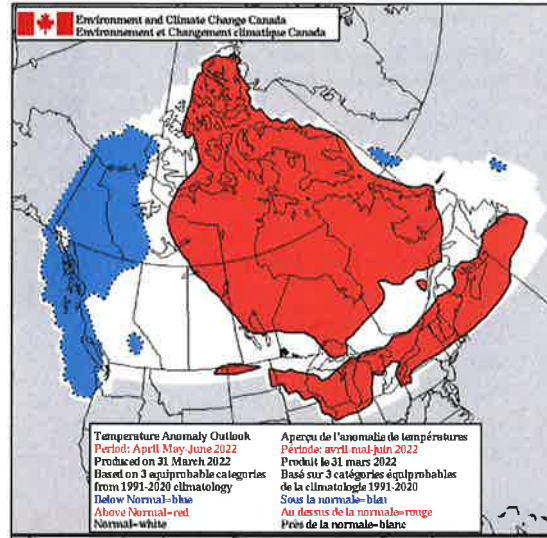 Environment and Climate Change Canada
Environnement et Changement climatique Canada
Temperature Anomaly Outlook
Period: April-May-June 2022
Produced on 31 March 2022
Based on 3 equiprobable categories
from 1991-2020 climatology
Below Normal=blue
Above Normal=red
Normal=white
Aperçu de l'anomalie de températures
Période: avril-mai-juin 2022
Produit le 31 mars 2022
Basé sur 3 catégories équiprobables
de la climatologie 1991-2020
Sous la normale=bleu
Au dessus de la normale=rouge
Près de la normale=blanc